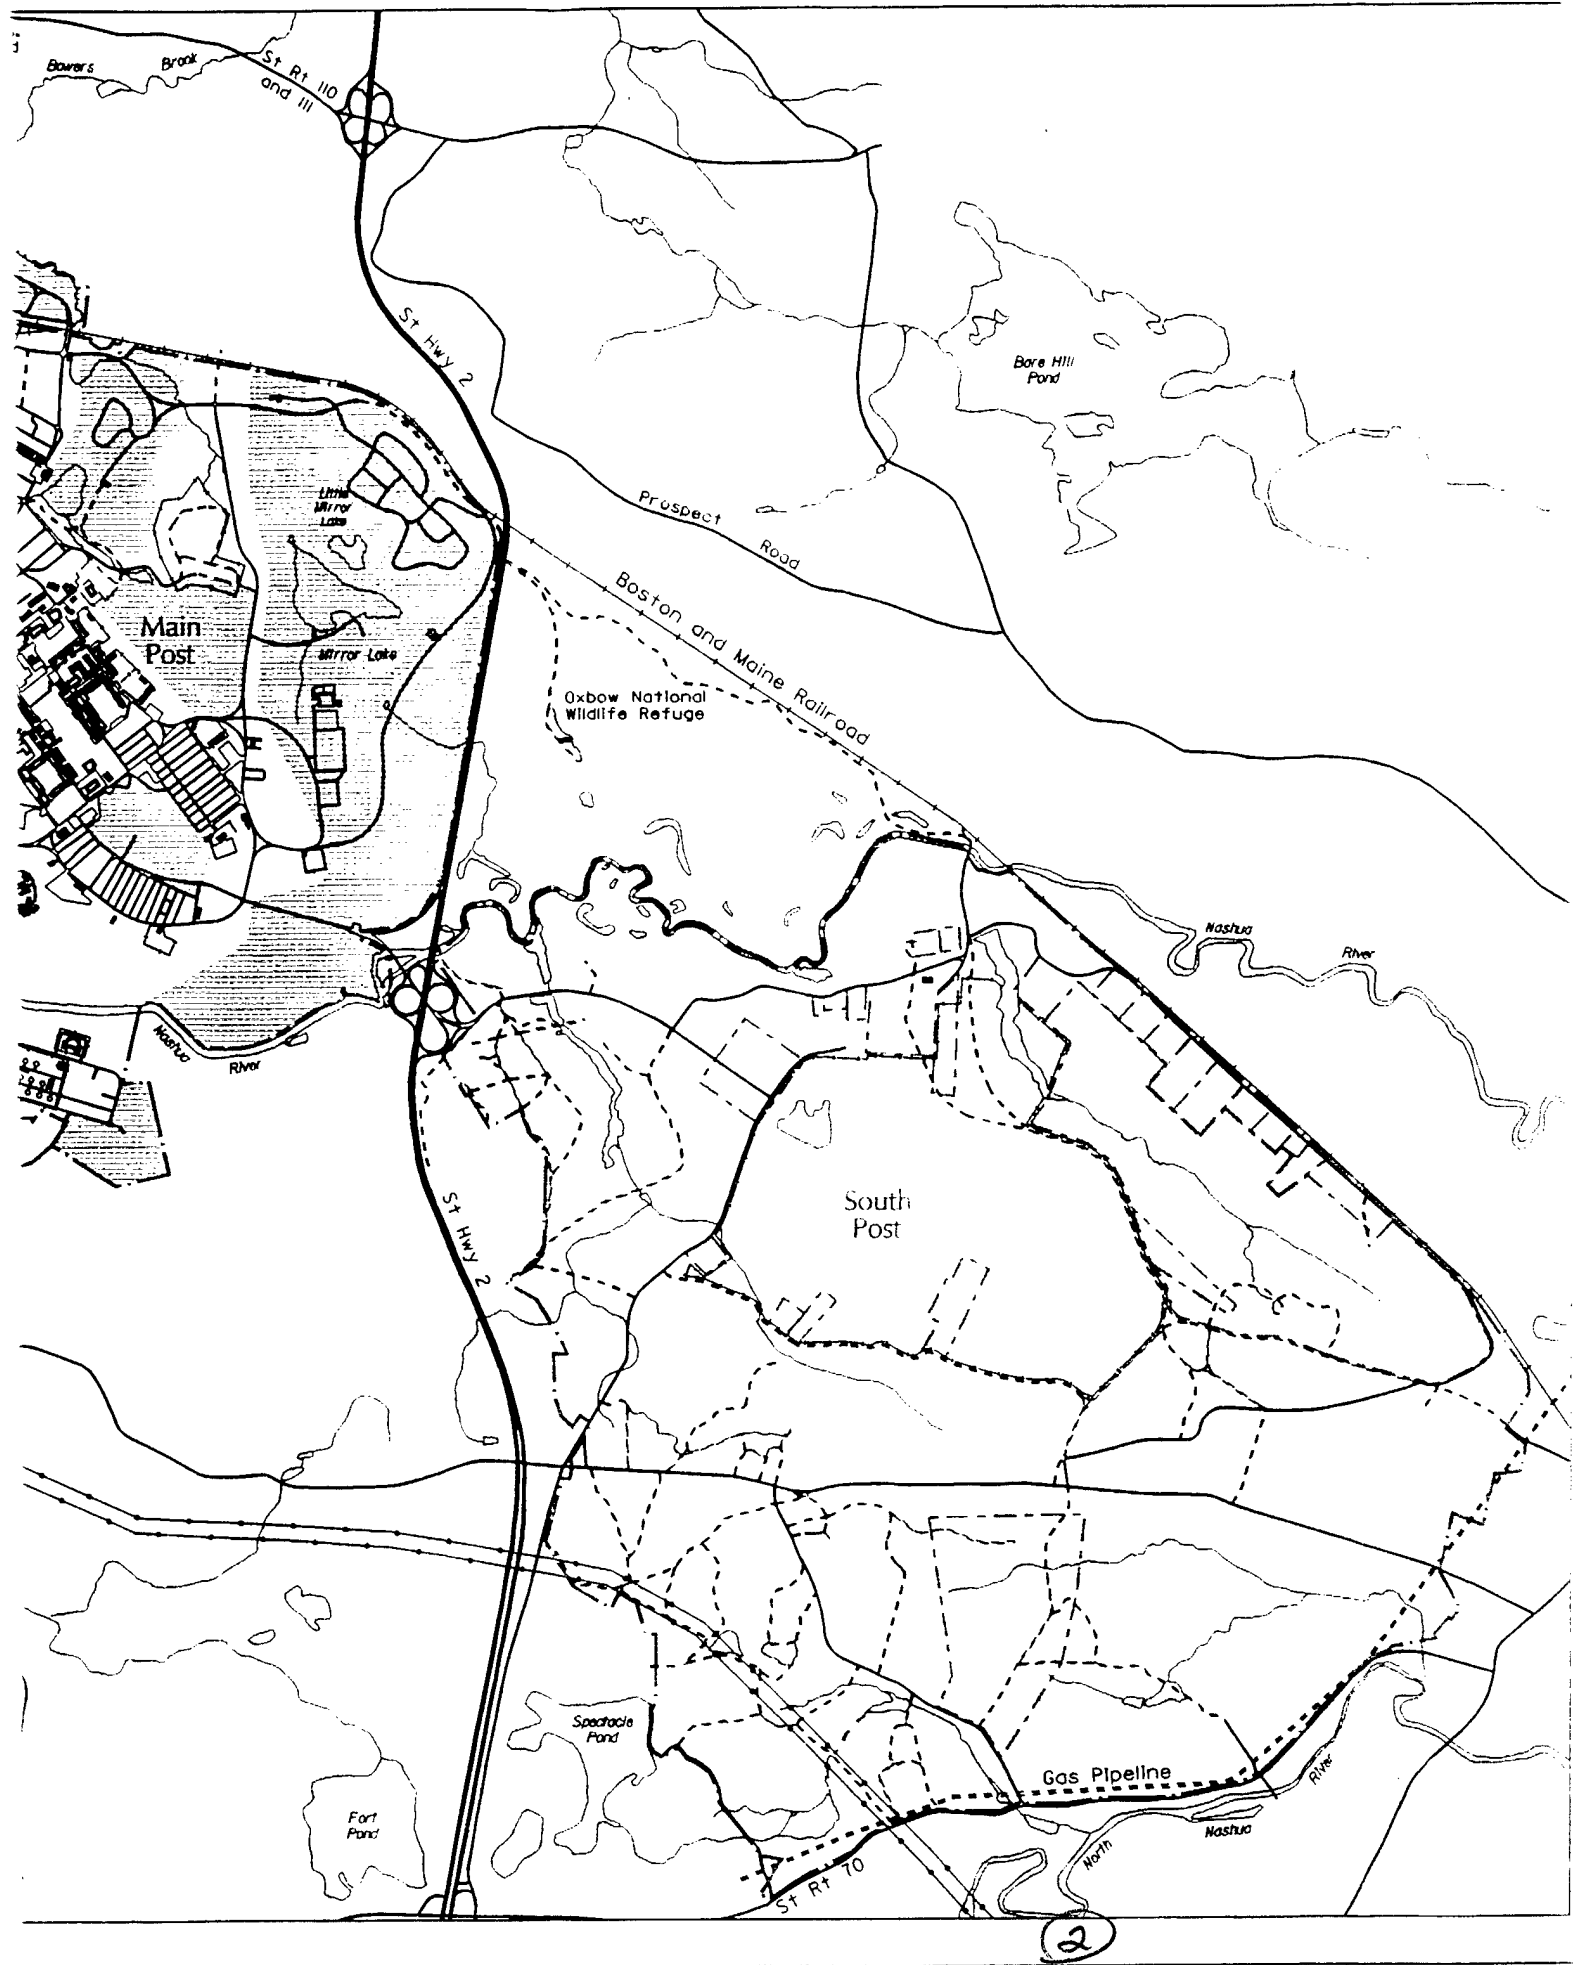 Bowers Brook
St Rt 110
and 111
St Hwy 2
Bare Hill
Pond
Little
Mirror
Lake
Prospect Road
Boston and Maine Railroad
Main
Post
Mirror Lake
Oxbow National
Wildlife Refuge
Nashua River
Nashua River
South
Post
St Hwy 2
Spectacle
Pond
Gas Pipeline
Fort
Pond
St Rt 70
North Nashua River
2